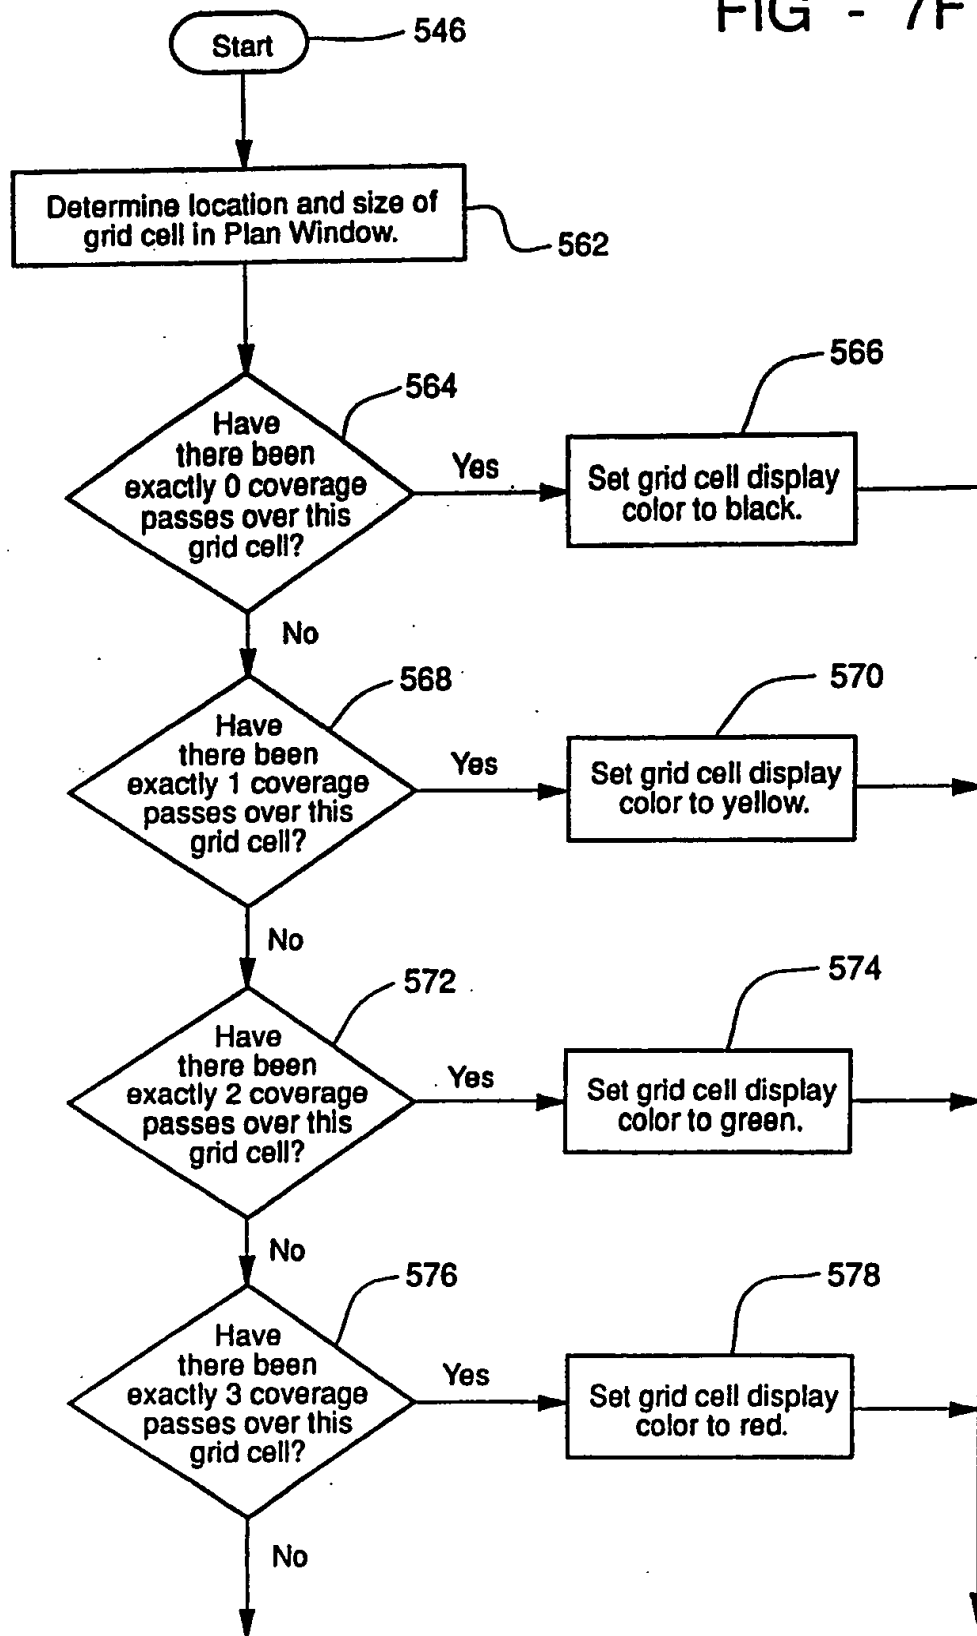 FIG - 7F
Start
546
Determine location and size of
grid cell in Plan Window.
562
Have
there been
exactly 0 coverage
passes over this
grid cell?
564
Yes
Set grid cell display
color to black.
566
No
Have
there been
exactly 1 coverage
passes over this
grid cell?
568
Yes
Set grid cell display
color to yellow.
570
No
Have
there been
exactly 2 coverage
passes over this
grid cell?
572
Yes
Set grid cell display
color to green.
574
No
Have
there been
exactly 3 coverage
passes over this
grid cell?
576
Yes
Set grid cell display
color to red.
578
No